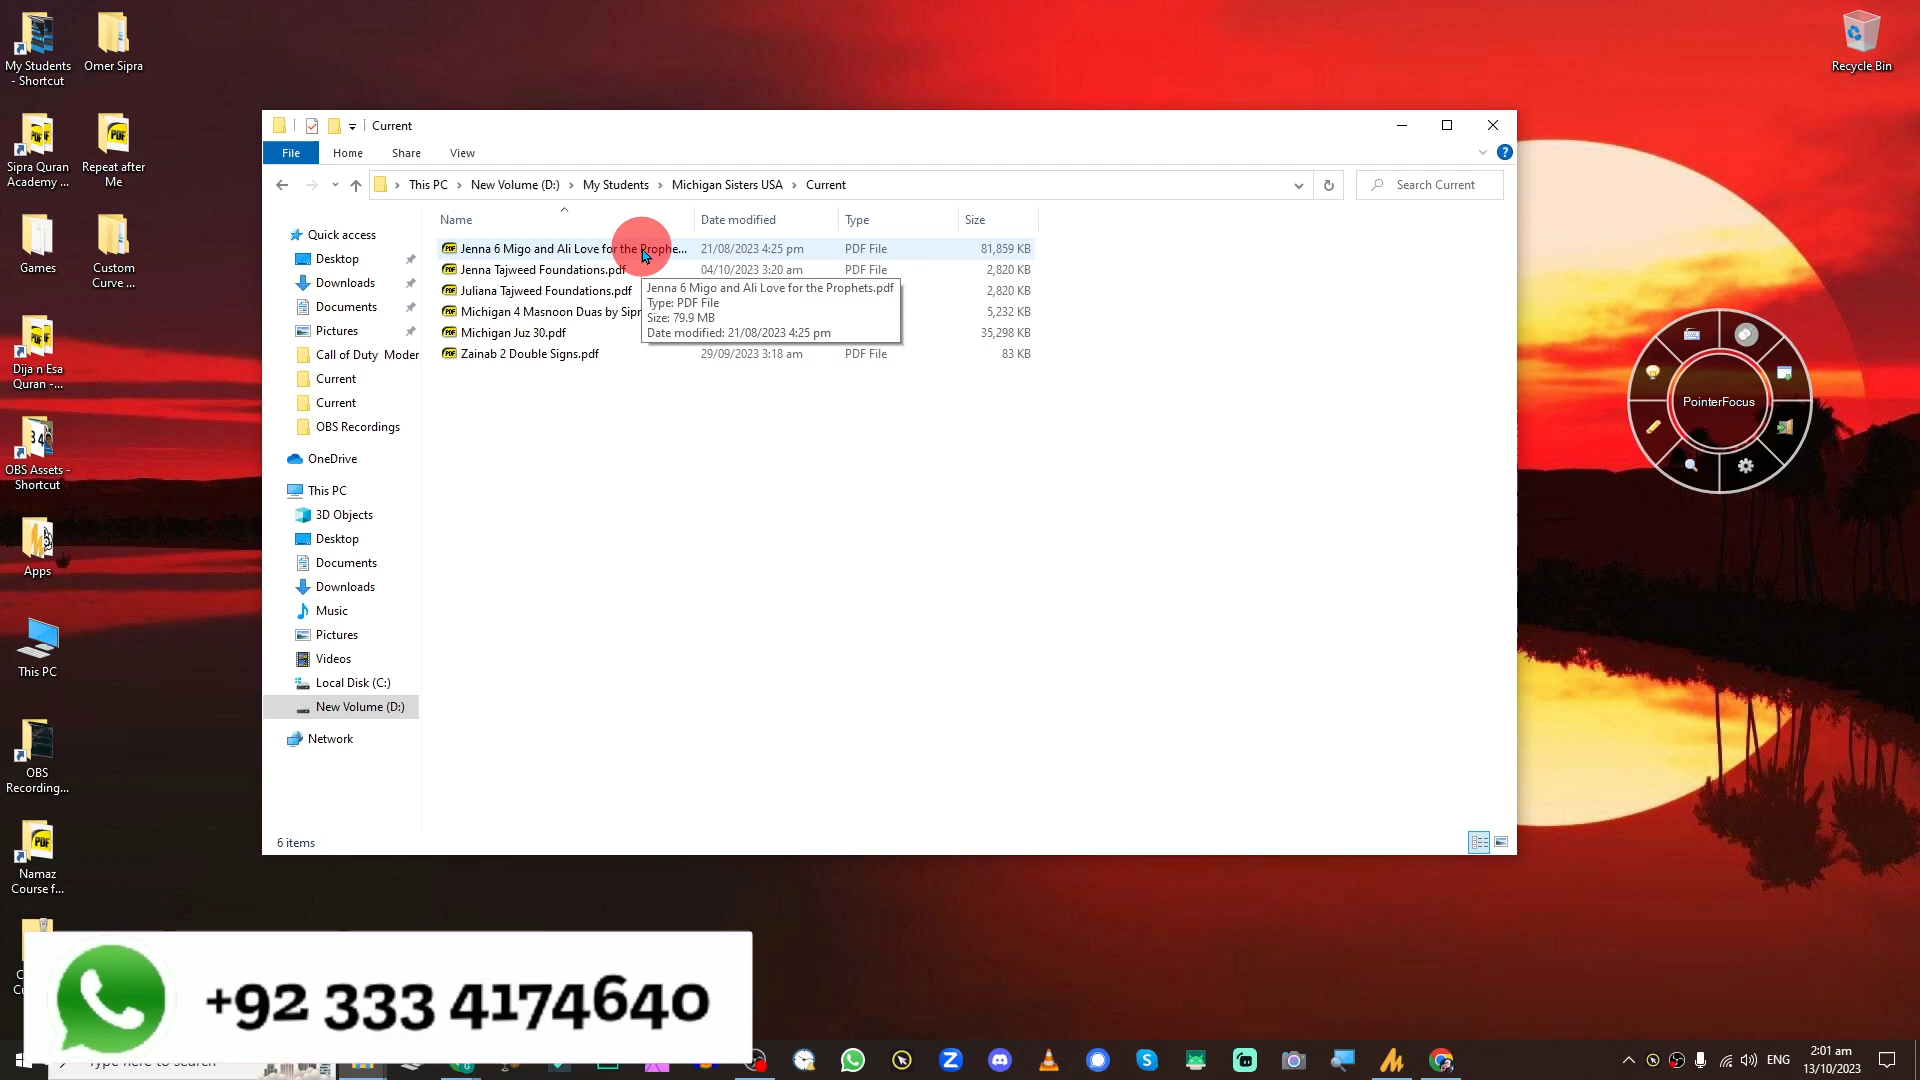 My Students
- Shortcut
Omer Sipra
Recycle Bin
Sipra Quran
Academy ...
Repeat after
Me
Games
Custom
Curve ...
Dija n Esa
Quran -...
OBS Assets -
Shortcut
Apps
This PC
OBS
Recording...
Namaz
Course f...
Current
File Home Share View
This PC New Volume (D:) My Students Michigan Sisters USA Current
Search Current
Name Date modified Type Size
Jenna 6 Migo and Ali Love for the Prophe... 21/08/2023 4:25 pm PDF File 81,859 KB
Jenna Tajweed Foundations.pdf 04/10/2023 3:20 am PDF File 2,820 KB
Juliana Tajweed Foundations.pdf 2,820 KB
Michigan 4 Masnoon Duas by Sipr 5,232 KB
Michigan Juz 30.pdf 35,298 KB
Zainab 2 Double Signs.pdf 29/09/2023 3:18 am PDF File 83 KB
Jenna 6 Migo and Ali Love for the Prophets.pdf
Type: PDF File
Size: 79.9 MB
Date modified: 21/08/2023 4:25 pm
Quick access
Desktop
Downloads
Documents
Pictures
Call of Duty Moder
Current
Current
OBS Recordings
OneDrive
This PC
3D Objects
Desktop
Documents
Downloads
Music
Pictures
Videos
Local Disk (C:)
New Volume (D:)
Network
6 items
PointerFocus
+92 333 4174640
ENG
2:01 am
13/10/2023